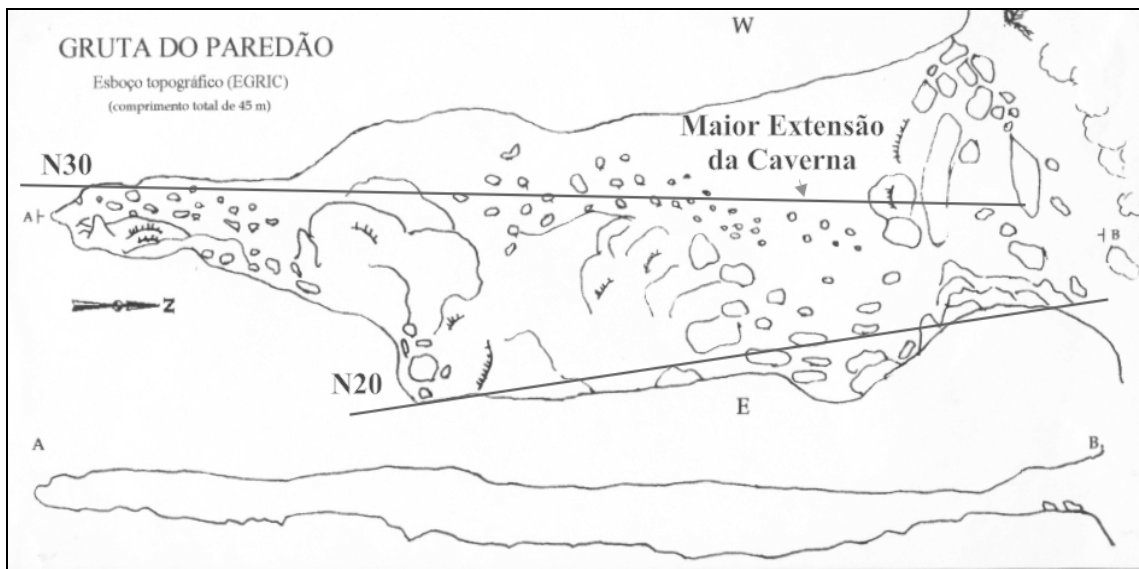 W
GRUTA DO PAREDÃO
Esboço topográfico (EGRIC)
(comprimento total de 45 m)
Maior Extensão
da Caverna
N30
A
B
N
N20
E
A
B